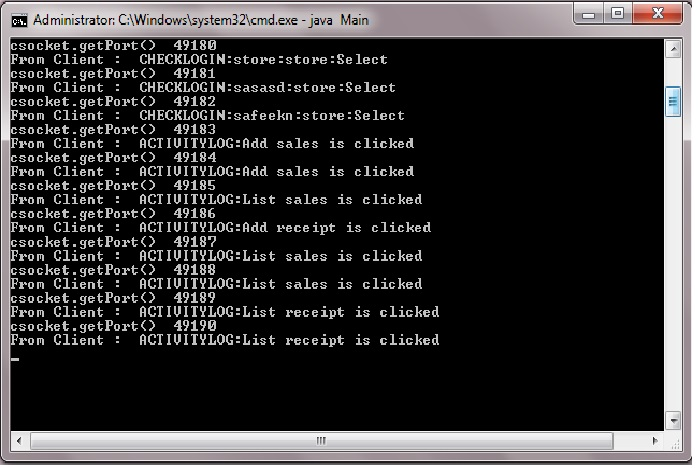 Administrator: C:\Windows\system32\cmd.exe - java  Main
csocket.getPort()  49180
From Client :  CHECKLOGIN:store:store:Select
csocket.getPort()  49181
From Client :  CHECKLOGIN:sasasd:store:Select
csocket.getPort()  49182
From Client :  CHECKLOGIN:safeekn:store:Select
csocket.getPort()  49183
From Client :  ACTIVITYLOG:Add sales is clicked
csocket.getPort()  49184
From Client :  ACTIVITYLOG:Add sales is clicked
csocket.getPort()  49185
From Client :  ACTIVITYLOG:List sales is clicked
csocket.getPort()  49186
From Client :  ACTIVITYLOG:Add receipt is clicked
csocket.getPort()  49187
From Client :  ACTIVITYLOG:List sales is clicked
csocket.getPort()  49188
From Client :  ACTIVITYLOG:List sales is clicked
csocket.getPort()  49189
From Client :  ACTIVITYLOG:List receipt is clicked
csocket.getPort()  49190
From Client :  ACTIVITYLOG:List receipt is clicked